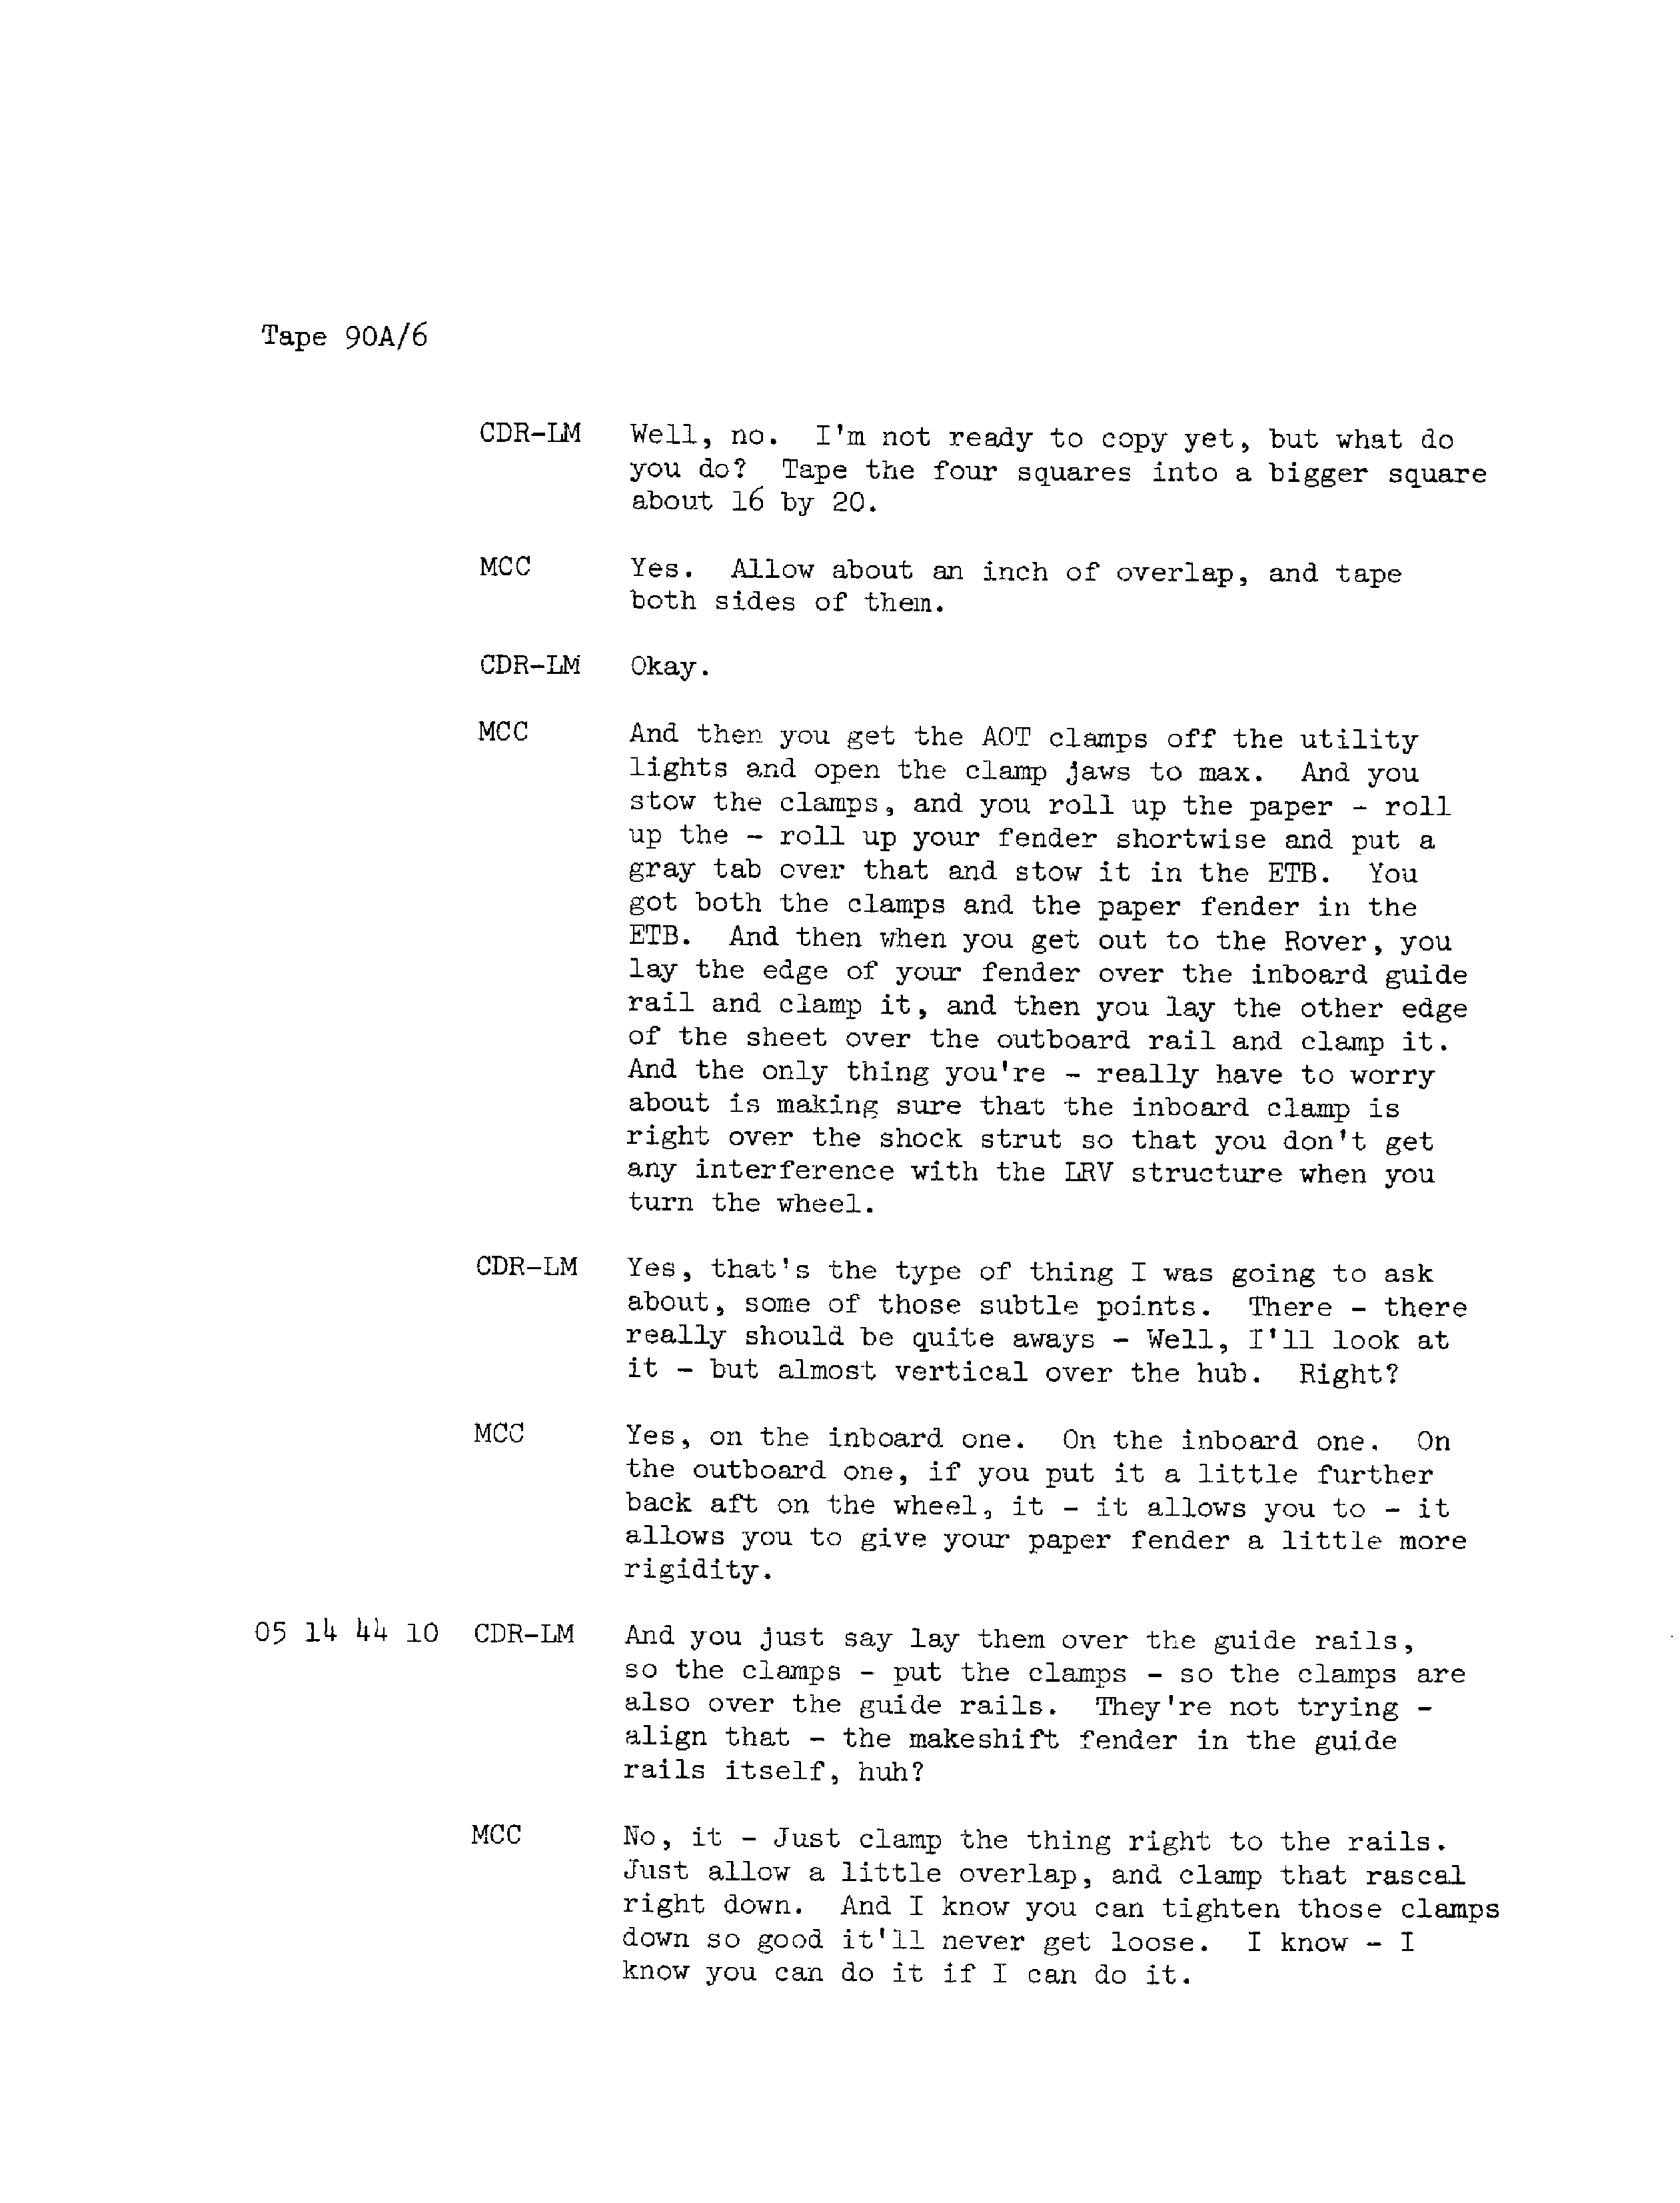 Tape 90A/6
CDR-LM Well, no. I'm not ready to copy yet, but what do
you do? Tape the four squares into a bigger square
about 16 by 20.
MCC Yes. Allow about an inch of overlap, and tape
both sides of them.
CDR-LM Okay.
MCC And then you get the AOT clamps off the utility
lights and open the clamp jaws to max. And you
stow the clamps, and you roll up the paper - roll
up the - roll up your fender shortwise and put a
gray tab over that and stow it in the ETB. You
got both the clamps and the paper fender in the
ETB. And then when you get out to the Rover, you
lay the edge of your fender over the inboard guide
rail and clamp it, and then you lay the other edge
of the sheet over the outboard rail and clamp it.
And the only thing you're - really have to worry
about is making sure that the inboard clamp is
right over the shock strut so that you don't get
any interference with the LRV structure when you
turn the wheel.
CDR-LM Yes, that's the type of thing I was going to ask
about, some of those subtle points. There - there
really should be quite aways - Well, I'll look at
it - but almost vertical over the hub. Right?
MCC Yes, on the inboard one. On the inboard one. On
the outboard one, if you put it a little further
back aft on the wheel, it - it allows you to - it
allows you to give your paper fender a little more
rigidity.
05 14 44 10 CDR-LM And you just say lay them over the guide rails,
so the clamps - put the clamps - so the clamps are
also over the guide rails. They're not trying -
align that - the makeshift fender in the guide
rails itself, huh?
MCC No, it - Just clamp the thing right to the rails.
Just allow a little overlap, and clamp that rascal
right down. And I know you can tighten those clamps
down so good it'll never get loose. I know - I
know you can do it if I can do it.